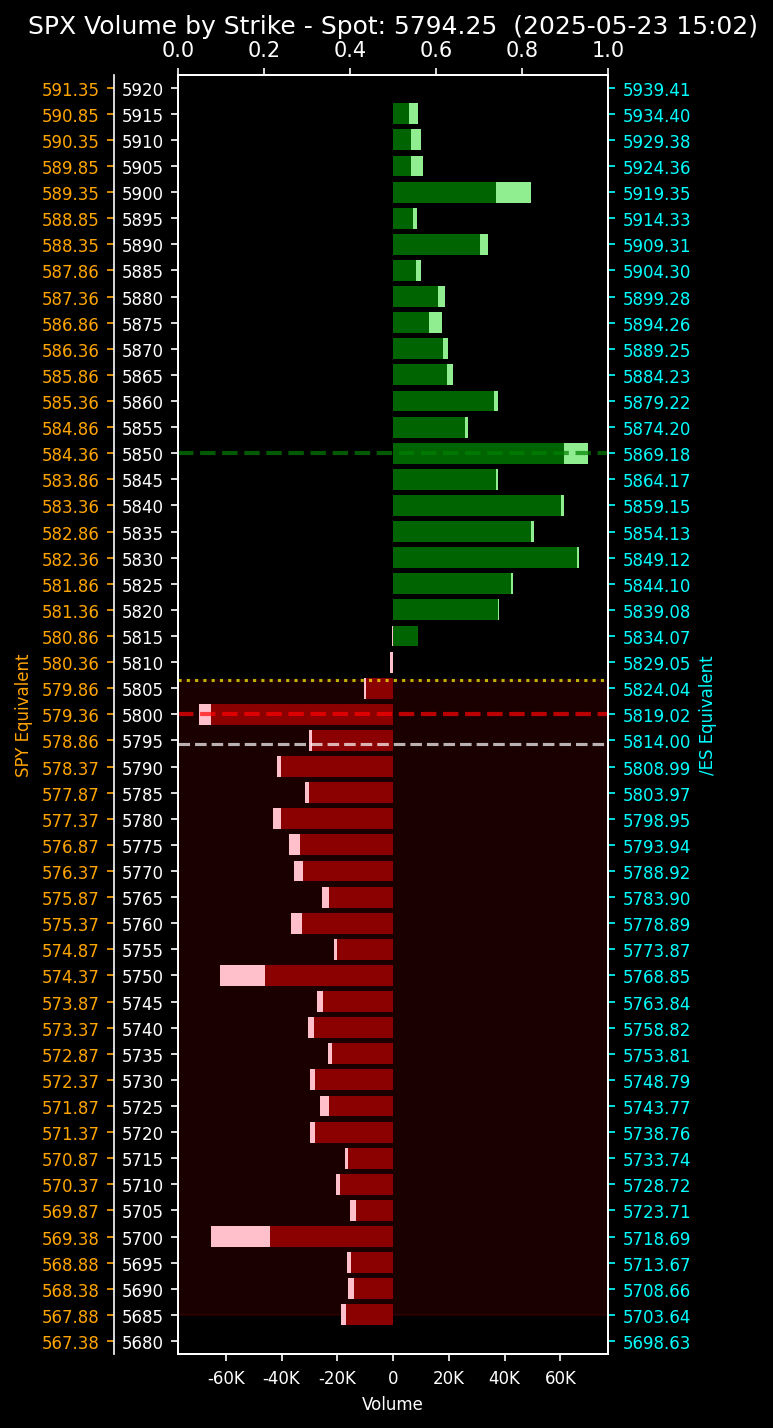 SPX Volume by Strike - Spot: 5794.25 (2025-05-23 15:02)
0.0 0.2 0.4 0.6 0.8 1.0
591.35 5920 5939.41
590.85 5915 5934.40
590.35 5910 5929.38
589.85 5905 5924.36
589.35 5900 5919.35
588.85 5895 5914.33
588.35 5890 5909.31
587.86 5885 5904.30
587.36 5880 5899.28
586.86 5875 5894.26
586.36 5870 5889.25
585.86 5865 5884.23
585.36 5860 5879.22
584.86 5855 5874.20
584.36 5850 5869.18
583.86 5845 5864.17
583.36 5840 5859.15
582.86 5835 5854.13
582.36 5830 5849.12
581.86 5825 5844.10
581.36 5820 5839.08
580.86 5815 5834.07
580.36 5810 5829.05
579.86 5805 5824.04
579.36 5800 5819.02
578.86 5795 5814.00
578.37 5790 5808.99
577.87 5785 5803.97
577.37 5780 5798.95
576.87 5775 5793.94
576.37 5770 5788.92
575.87 5765 5783.90
575.37 5760 5778.89
574.87 5755 5773.87
574.37 5750 5768.85
573.87 5745 5763.84
573.37 5740 5758.82
572.87 5735 5753.81
572.37 5730 5748.79
571.87 5725 5743.77
571.37 5720 5738.76
570.87 5715 5733.74
570.37 5710 5728.72
569.87 5705 5723.71
569.38 5700 5718.69
568.88 5695 5713.67
568.38 5690 5708.66
567.88 5685 5703.64
567.38 5680 5698.63
SPY Equivalent
/ES Equivalent
-60K -40K -20K 0 20K 40K 60K
Volume